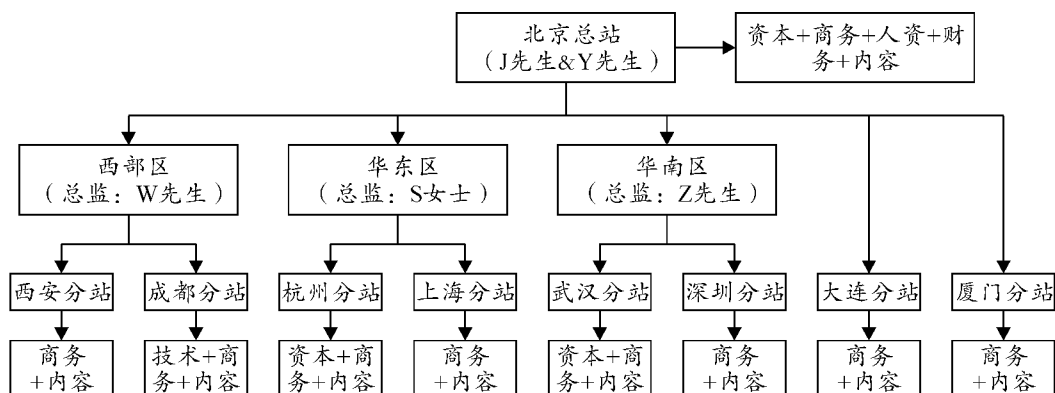 北京总站
（J先生&Y先生）
资本+商务+人资+财
务+内容
西部区
（总监：W先生）
华东区
（总监：S女士）
华南区
（总监：Z先生）
西安分站
成都分站
杭州分站
上海分站
武汉分站
深圳分站
大连分站
厦门分站
商务
+内容
技术+商
务+内容
资本+商
务+内容
商务
+内容
资本+商
务+内容
商务
+内容
商务
+内容
商务
+内容